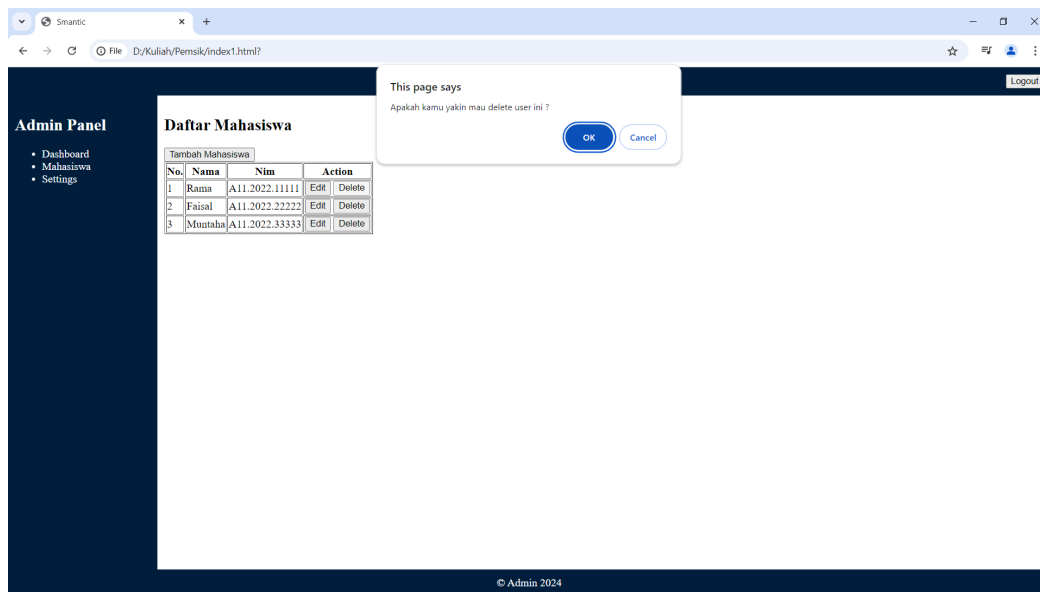 Smantic
File D:/Kuliah/Pemsik/index1.html?
This page says
Apakah kamu yakin mau delete user ini ?
OK Cancel
Logout
Admin Panel
Dashboard
Mahasiswa
Settings
Daftar Mahasiswa
Tambah Mahasiswa
No. Nama Nim Action
1 Rama A11.2022.11111 Edit Delete
2 Faisal A11.2022.22222 Edit Delete
3 Muntaha A11.2022.33333 Edit Delete
© Admin 2024